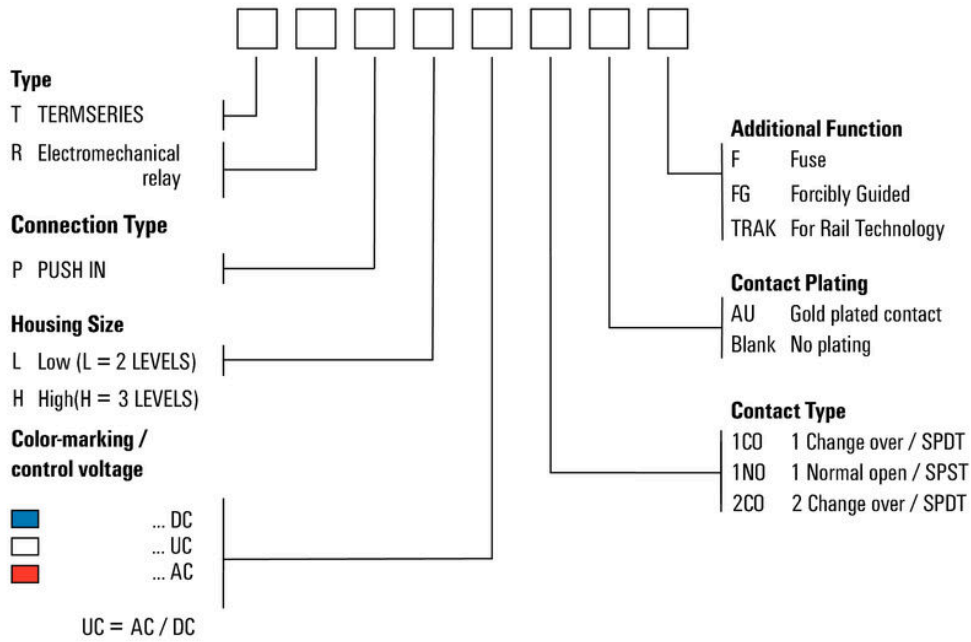 Type
T TERMSERIES
R Electromechanical
relay
Connection Type
P PUSH IN
Housing Size
L Low (L = 2 LEVELS)
H High(H = 3 LEVELS)
Color-marking /
control voltage
... DC
... UC
... AC
UC = AC / DC
Additional Function
F Fuse
FG Forcibly Guided
TRAK For Rail Technology
Contact Plating
AU Gold plated contact
Blank No plating
Contact Type
1CO 1 Change over / SPDT
1NO 1 Normal open / SPST
2CO 2 Change over / SPDT